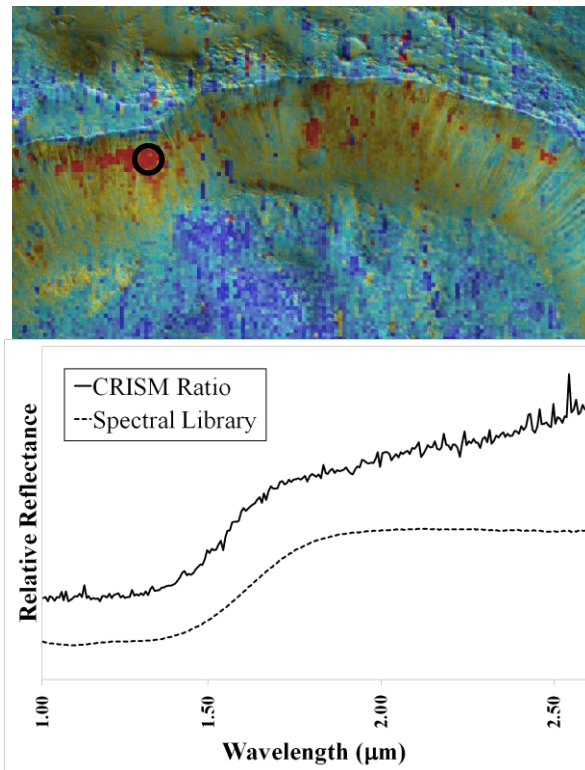 CRISM Ratio
Spectral Library
Relative Reflectance
1.00
1.50
2.00
2.50
Wavelength (μm)